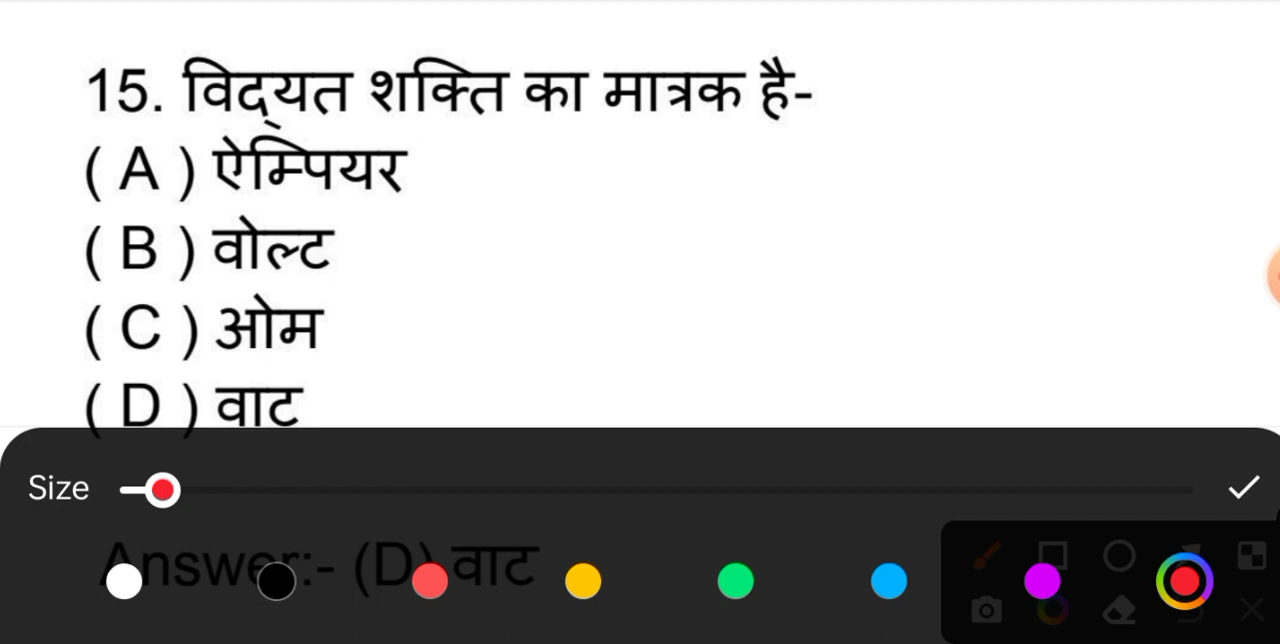 15. विद्यत शक्ति का मात्रक है-
( A ) ऐम्पियर
( B ) वोल्ट
( C ) ओम
( D ) वाट
Size
Answer:- (D) वाट